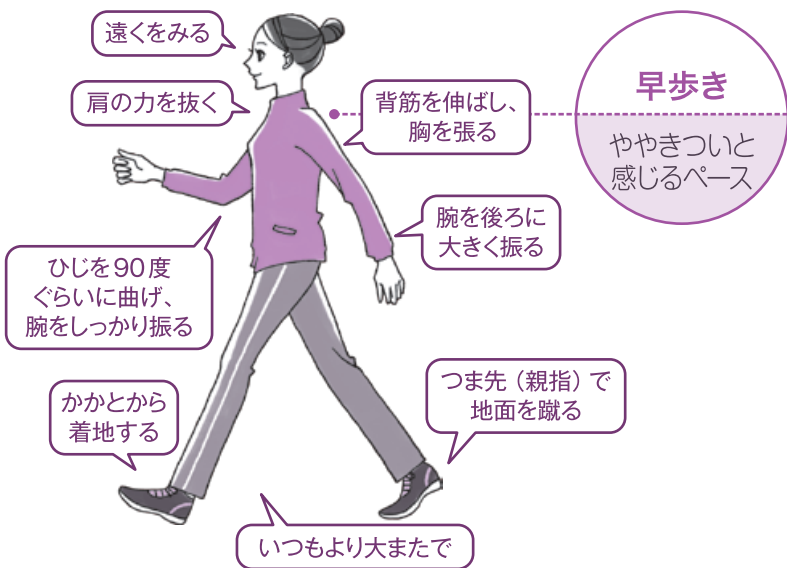 遠くをみる
肩の力を抜く
背筋を伸ばし、
胸を張る
早歩き
ややきついと
感じるペース
腕を後ろに
大きく振る
ひじを90度
ぐらいに曲げ、
腕をしっかり振る
かかとから
着地する
つま先（親指）で
地面を蹴る
いつもより大またで